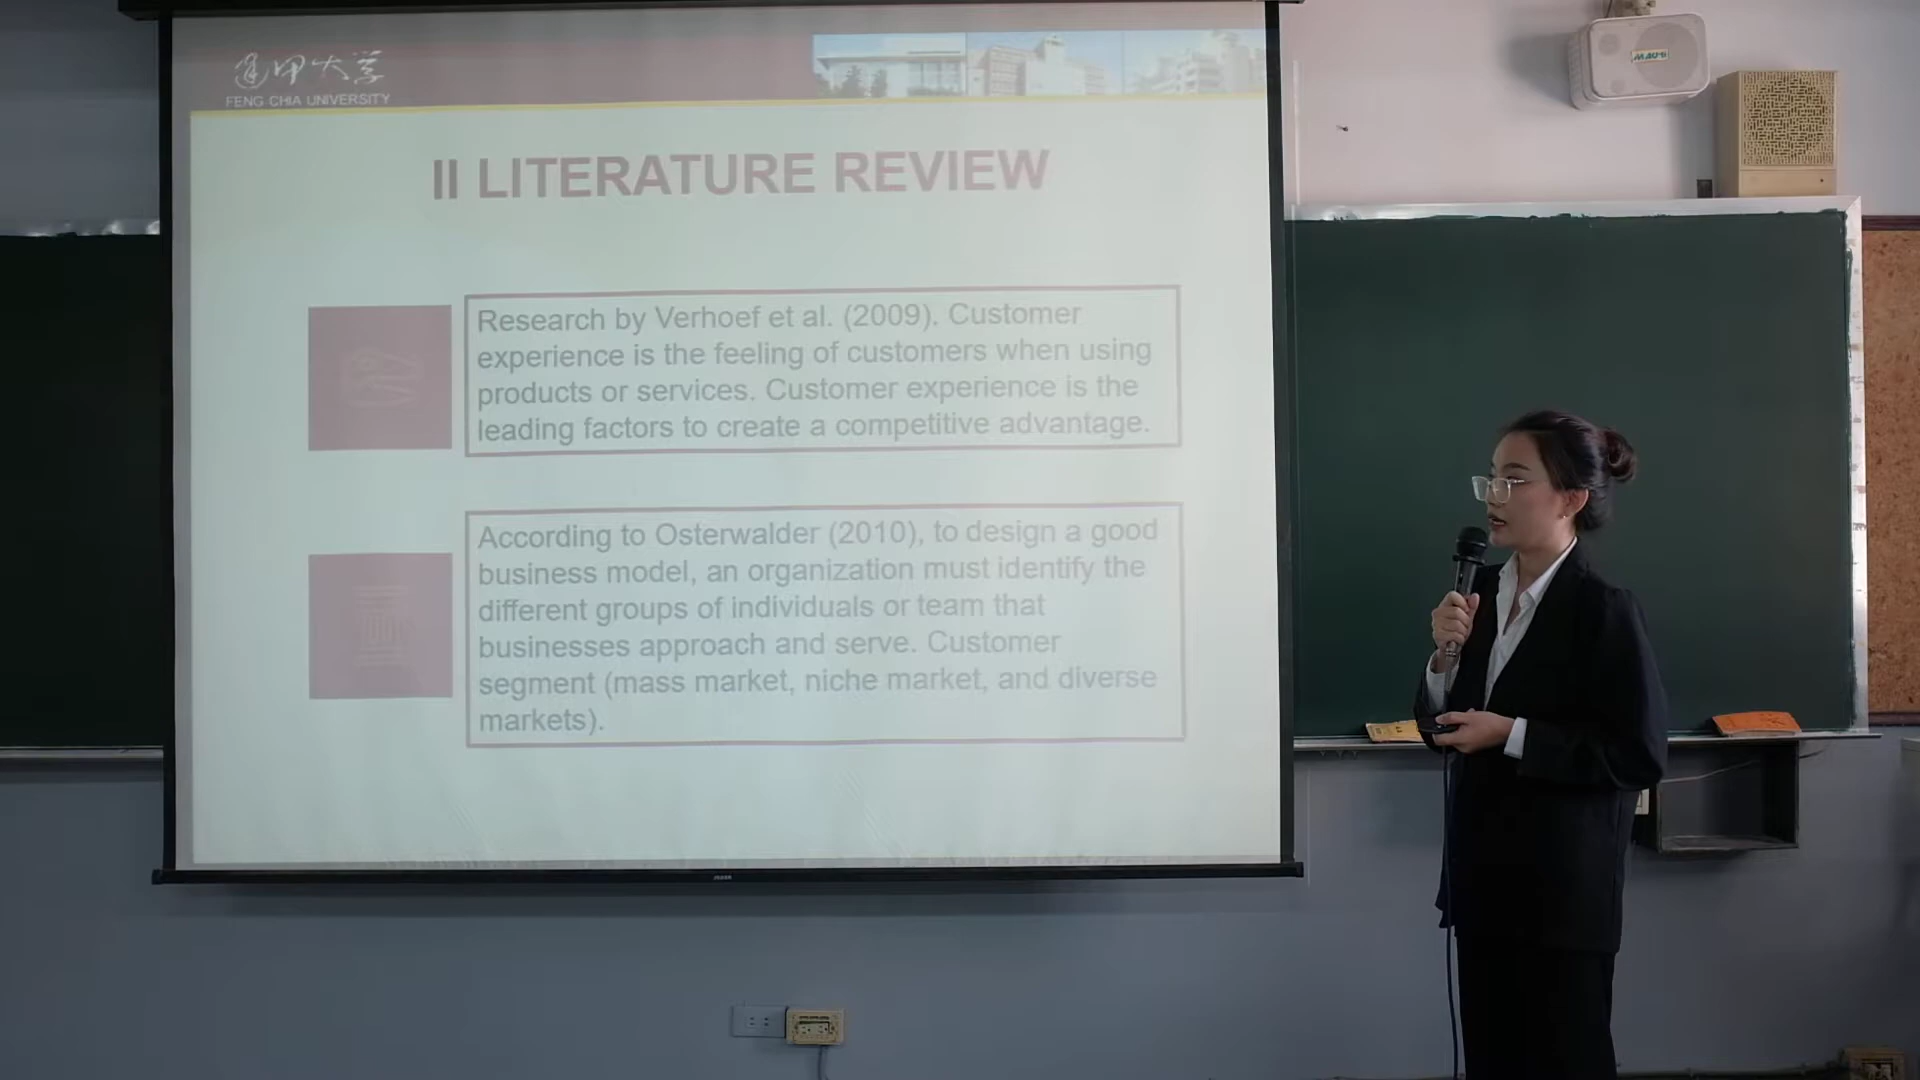 逢甲大學
FENG CHIA UNIVERSITY
II LITERATURE REVIEW
Research by Verhoef et al. (2009). Customer
experience is the feeling of customers when using
products or services. Customer experience is the
leading factors to create a competitive advantage.
According to Osterwalder (2010), to design a good
business model, an organization must identify the
different groups of individuals or team that
businesses approach and serve. Customer
segment (mass market, niche market, and diverse
markets).